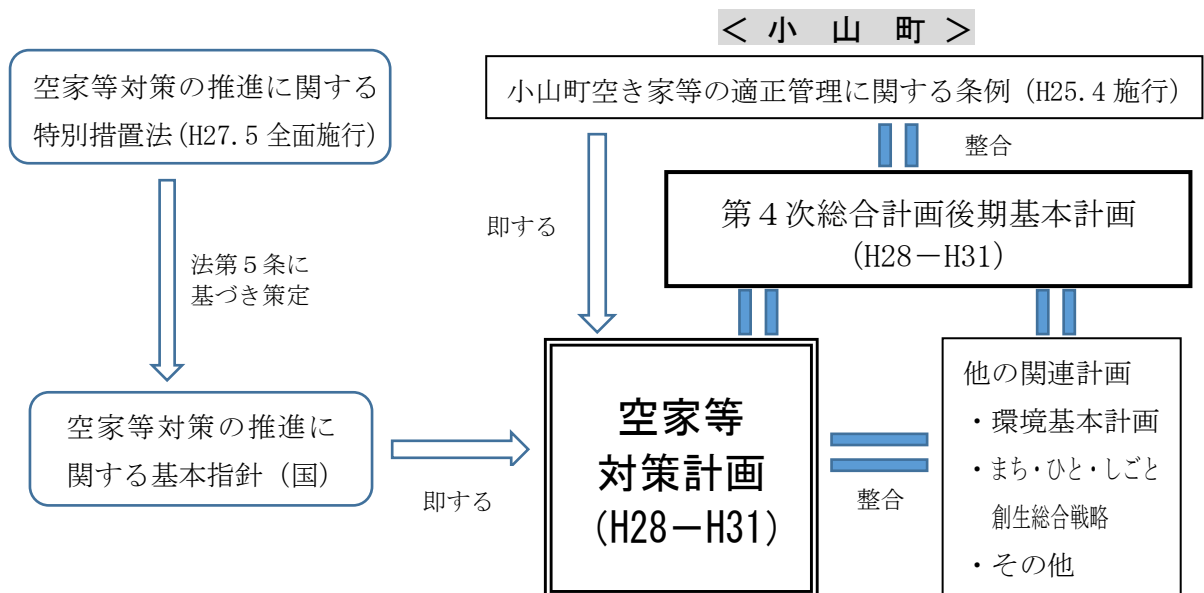 ＜ 小 山 町 ＞
空家等対策の推進に関する
特別措置法(H27.5 全面施行)
小山町空き家等の適正管理に関する条例 (H25.4 施行)
整合
第４次総合計画後期基本計画
(H28－H31)
即する
法第５条に
基づき策定
空家等対策の推進に
関する基本指針（国）
即する
空家等
対策計画
(H28－H31)
整合
他の関連計画
・環境基本計画
・まち・ひと・しごと
創生総合戦略
・その他